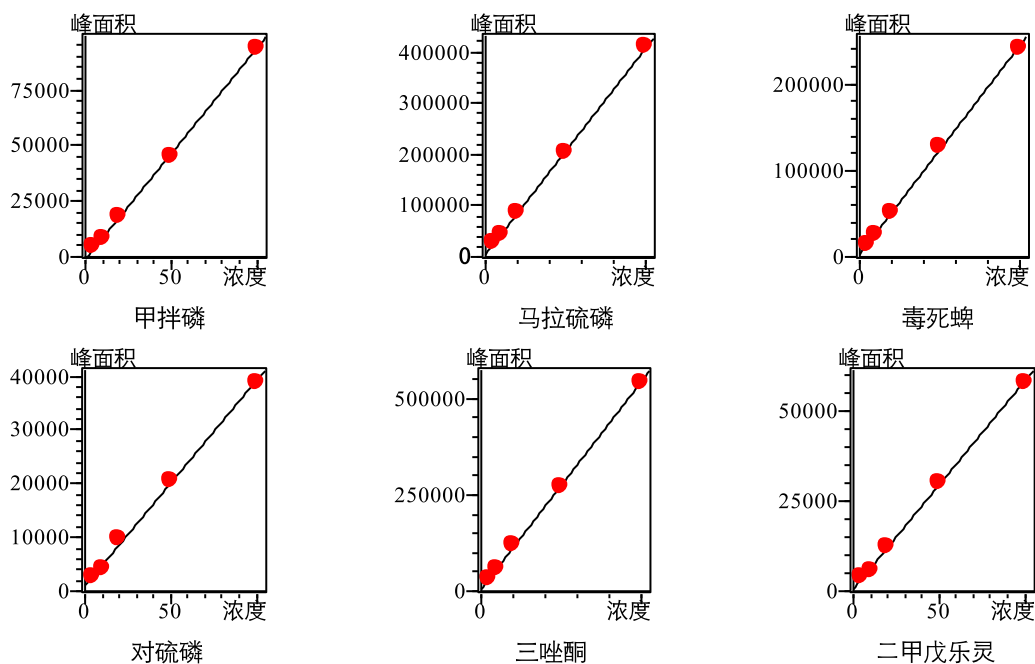 峰面积
75000
50000
25000
0
0
50
浓度
甲拌磷
峰面积
400000
300000
200000
100000
0
0
浓度
马拉硫磷
峰面积
200000
100000
0
0
浓度
毒死蜱
峰面积
40000
30000
20000
10000
0
0
50
浓度
对硫磷
峰面积
500000
250000
0
0
浓度
三唑酮
峰面积
50000
25000
0
0
50
浓度
二甲戊乐灵